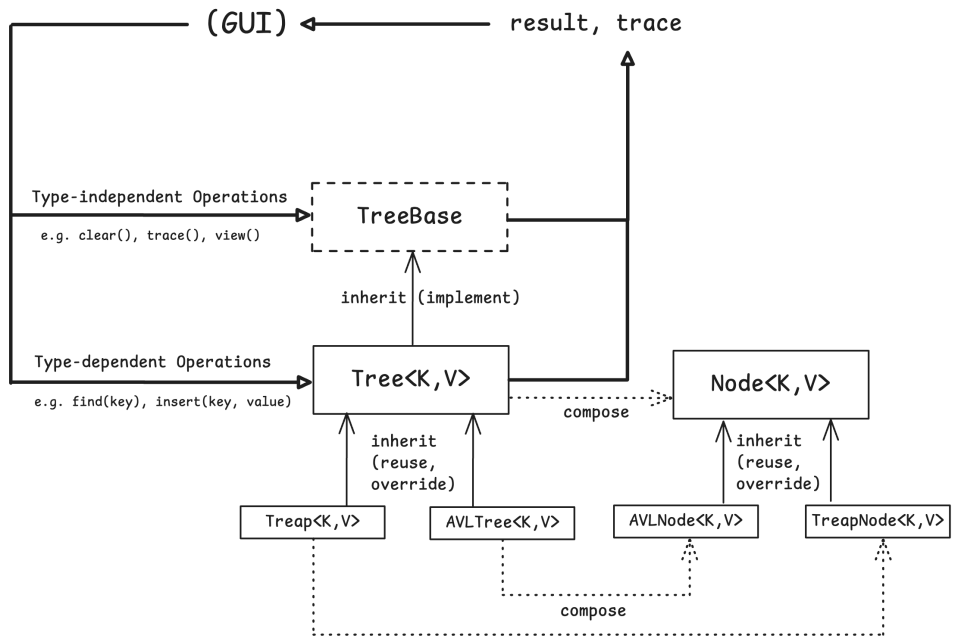 (GUI)
result, trace
Type-independent Operations
e.g. clear(), trace(), view()
TreeBase
inherit (implement)
Type-dependent Operations
e.g. find(key), insert(key, value)
Tree<K,V>
compose
Node<K,V>
inherit
(reuse,
override)
inherit
(reuse,
override)
Treap<K,V>
AVLTree<K,V>
AVLNode<K,V>
TreapNode<K,V>
compose